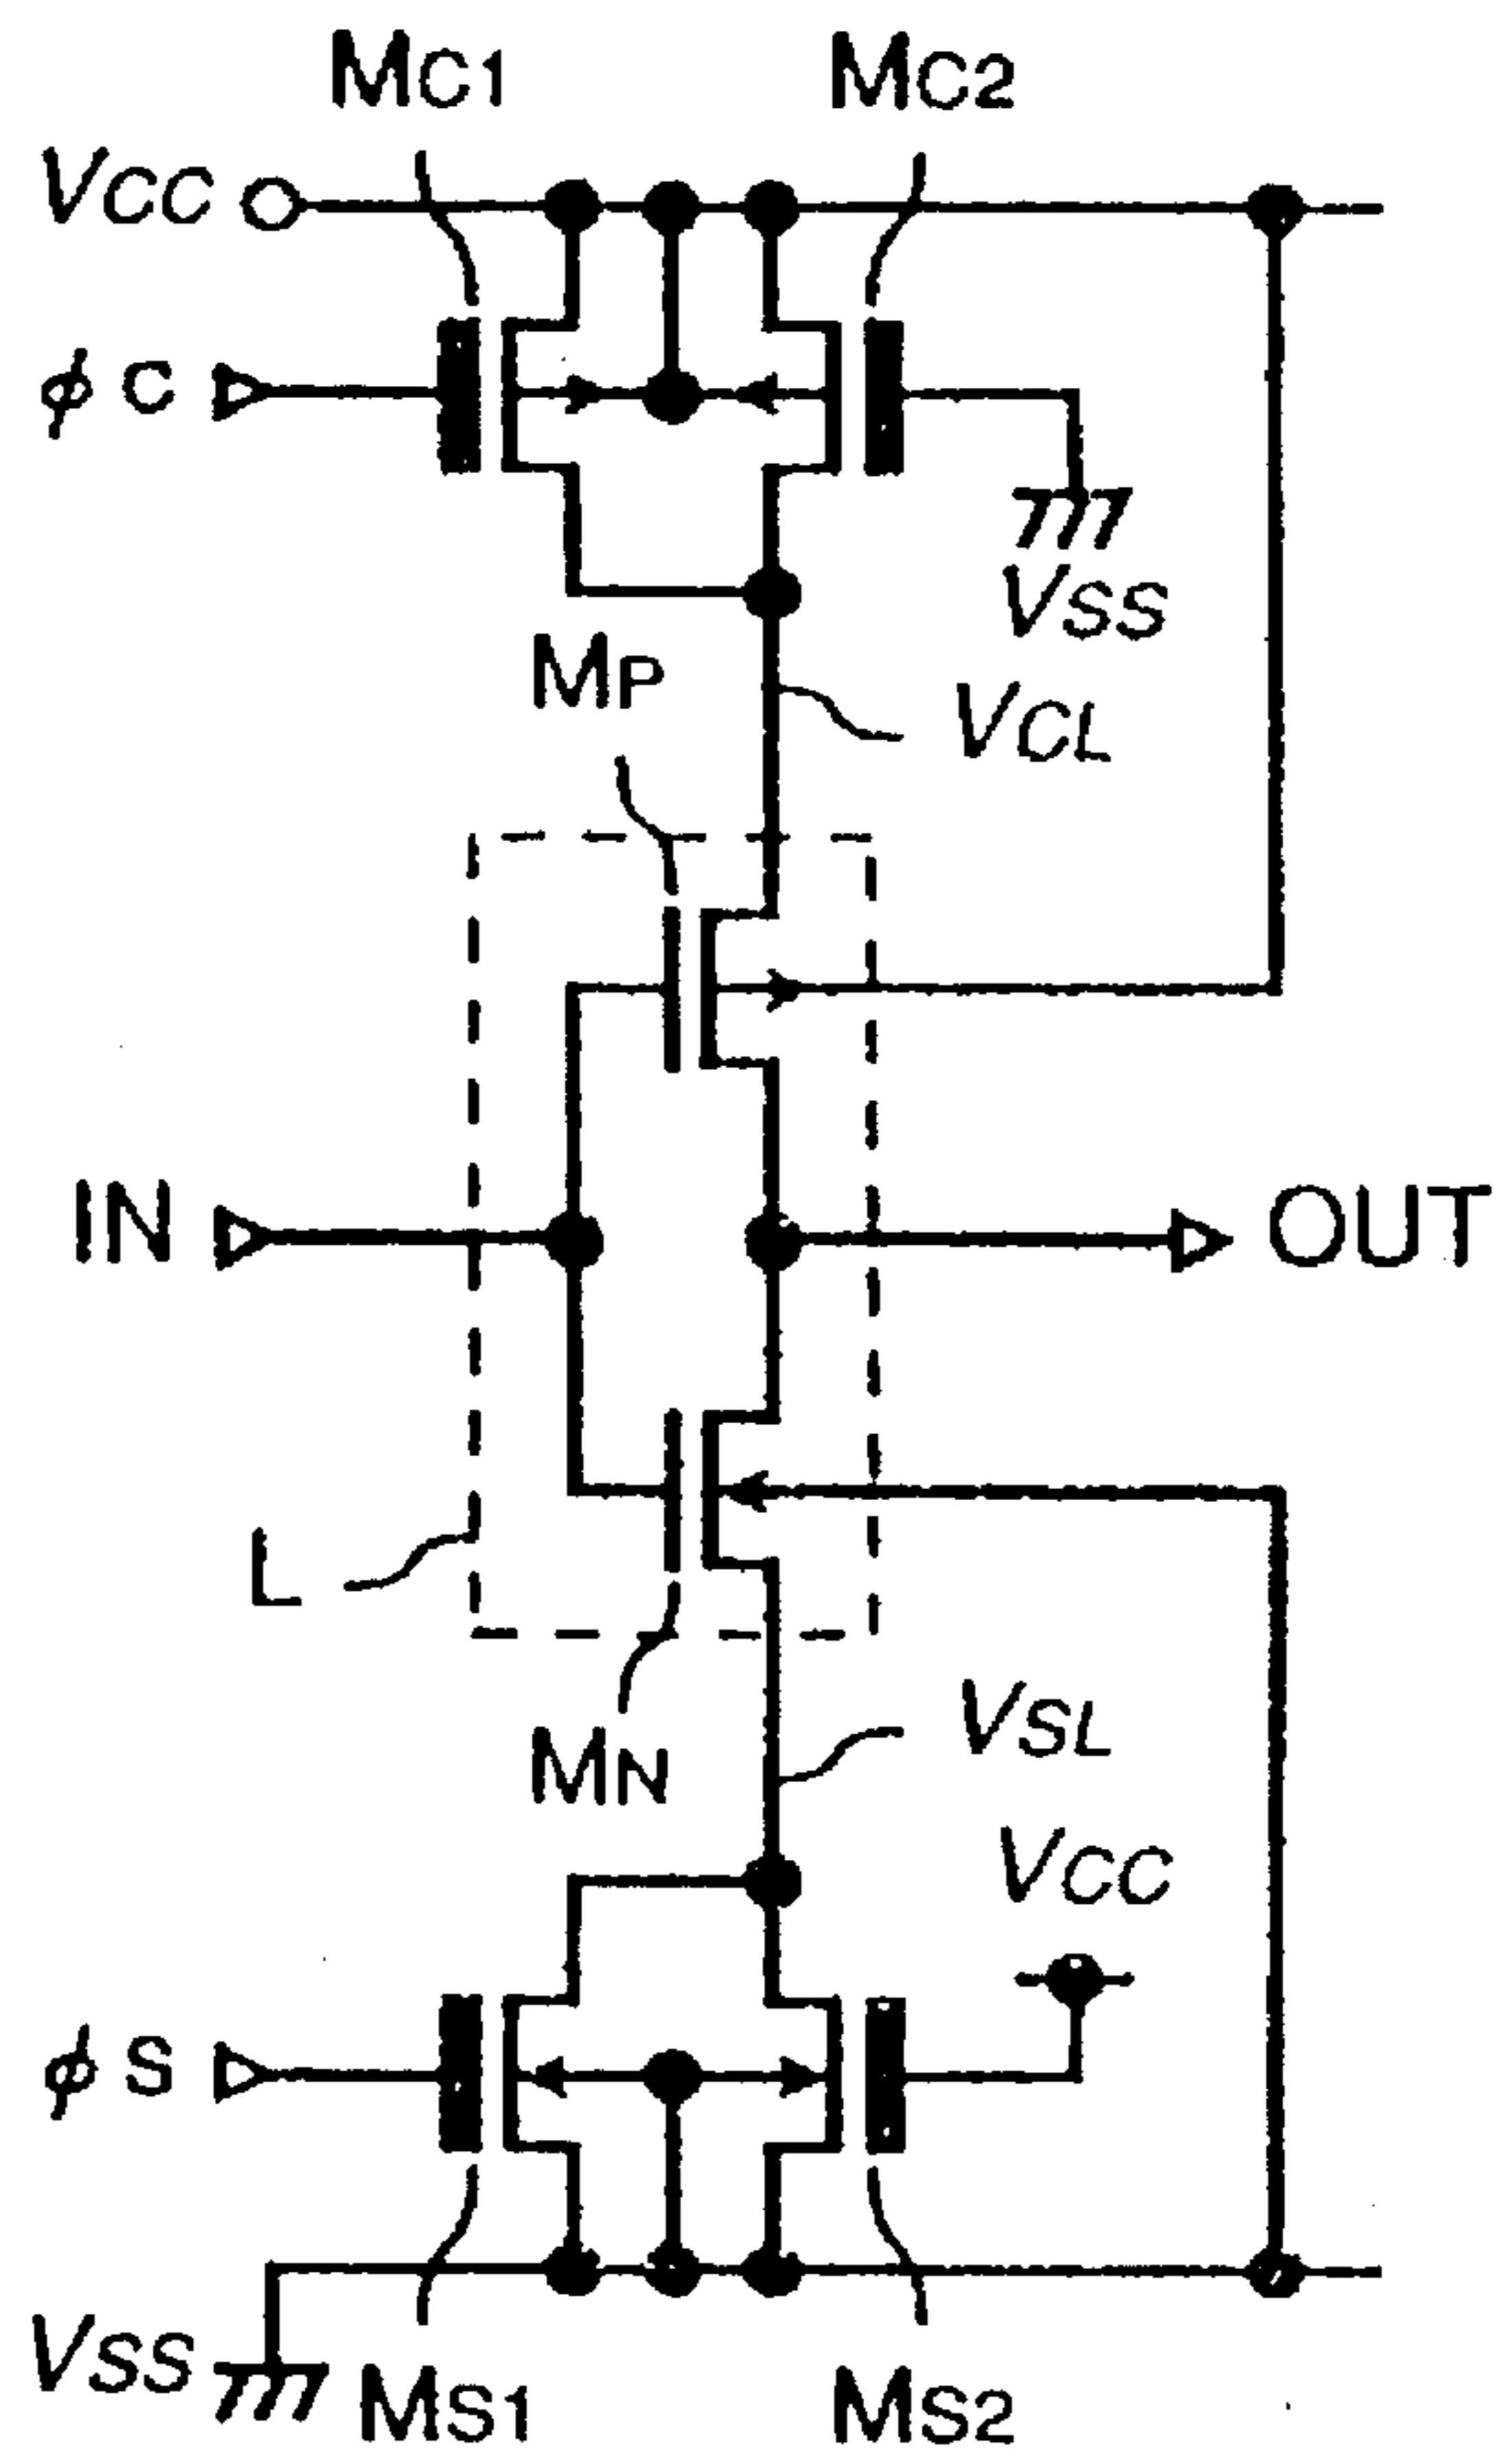 MC1 MC2
VCC
φC
VSS
MP
VCL
IN OUT
L
MN
VSL
VCC
φS
VSS
MS1 MS2